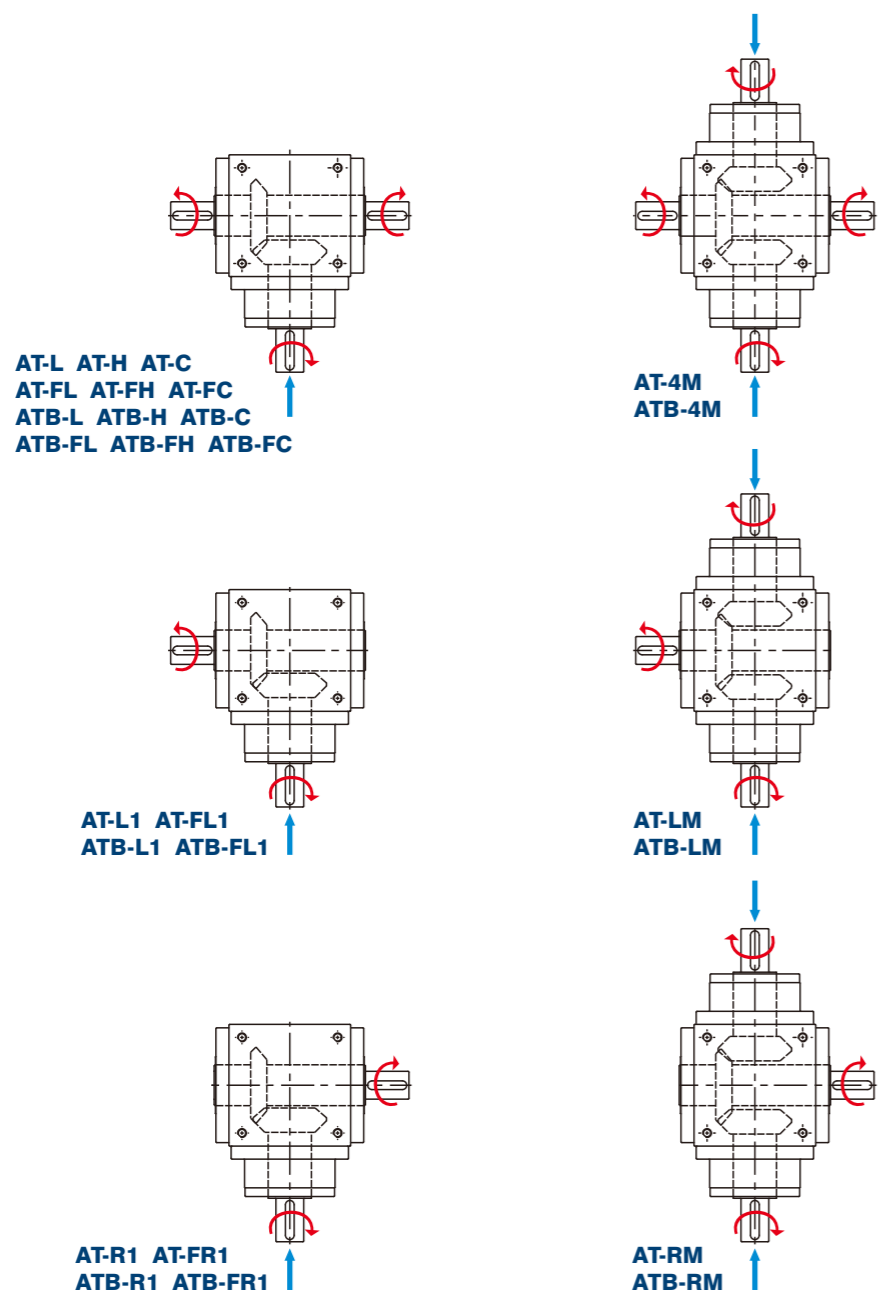 AT-L AT-H AT-C
AT-FL AT-FH AT-FC
ATB-L ATB-H ATB-C
ATB-FL ATB-FH ATB-FC
AT-4M
ATB-4M
AT-L1 AT-FL1
ATB-L1 ATB-FL1
AT-LM
ATB-LM
AT-R1 AT-FR1
ATB-R1 ATB-FR1
AT-RM
ATB-RM